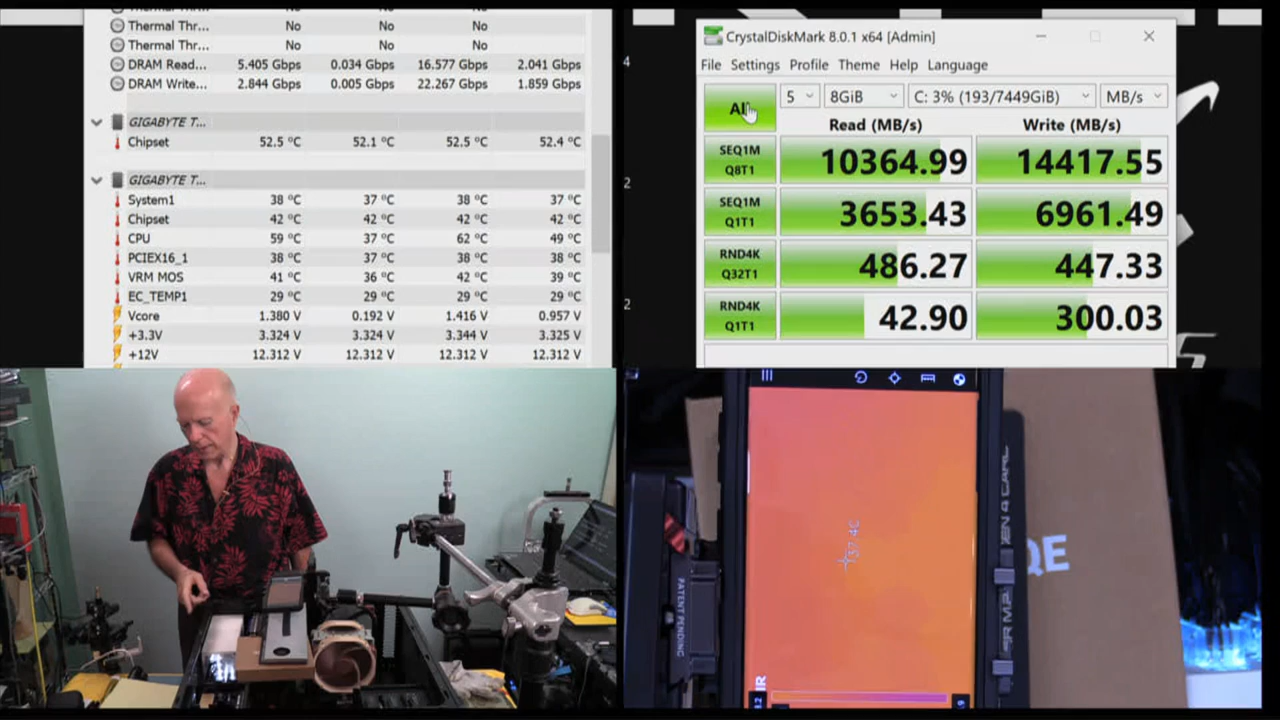 Thermal Thr... No No No
Thermal Thr... No No No
DRAM Read... 5.405 Gbps 0.034 Gbps 16.577 Gbps 2.041 Gbps
DRAM Write... 2.844 Gbps 0.005 Gbps 22.267 Gbps 1.859 Gbps
GIGABYTE T...
Chipset 52.5 °C 52.1 °C 52.5 °C 52.4 °C
GIGABYTE T...
System1 38 °C 37 °C 38 °C 37 °C
Chipset 42 °C 42 °C 42 °C 42 °C
CPU 59 °C 37 °C 62 °C 49 °C
PCIEX16_1 38 °C 37 °C 38 °C 38 °C
VRM MOS 41 °C 36 °C 42 °C 39 °C
EC_TEMP1 29 °C 29 °C 29 °C 29 °C
Vcore 1.380 V 0.192 V 1.416 V 0.957 V
+3.3V 3.324 V 3.324 V 3.344 V 3.325 V
+12V 12.312 V 12.312 V 12.312 V 12.312 V
CrystalDiskMark 8.0.1 x64 [Admin]
File Settings Profile Theme Help Language
All 5 8GiB C: 3% (193/7449GiB) MB/s
Read (MB/s) Write (MB/s)
SEQ1M
Q8T1
10364.99 14417.55
SEQ1M
Q1T1
3653.43 6961.49
RND4K
Q32T1
486.27 447.33
RND4K
Q1T1
42.90 300.03
37.4C
PATENT PENDING
QE
IR